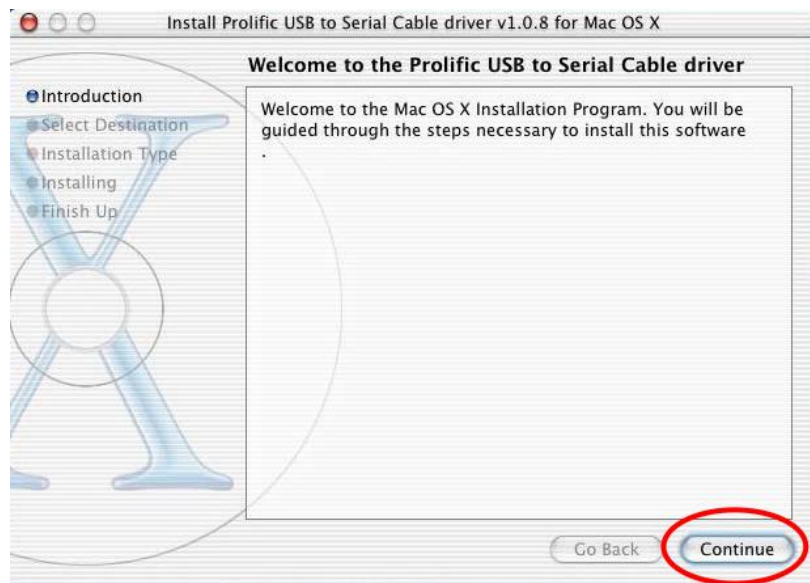 Install Prolific USB to Serial Cable driver v1.0.8 for Mac OS X
Welcome to the Prolific USB to Serial Cable driver
Introduction
Select Destination
Installation Type
Installing
Finish Up
Welcome to the Mac OS X Installation Program. You will be
guided through the steps necessary to install this software
.
Go Back
Continue